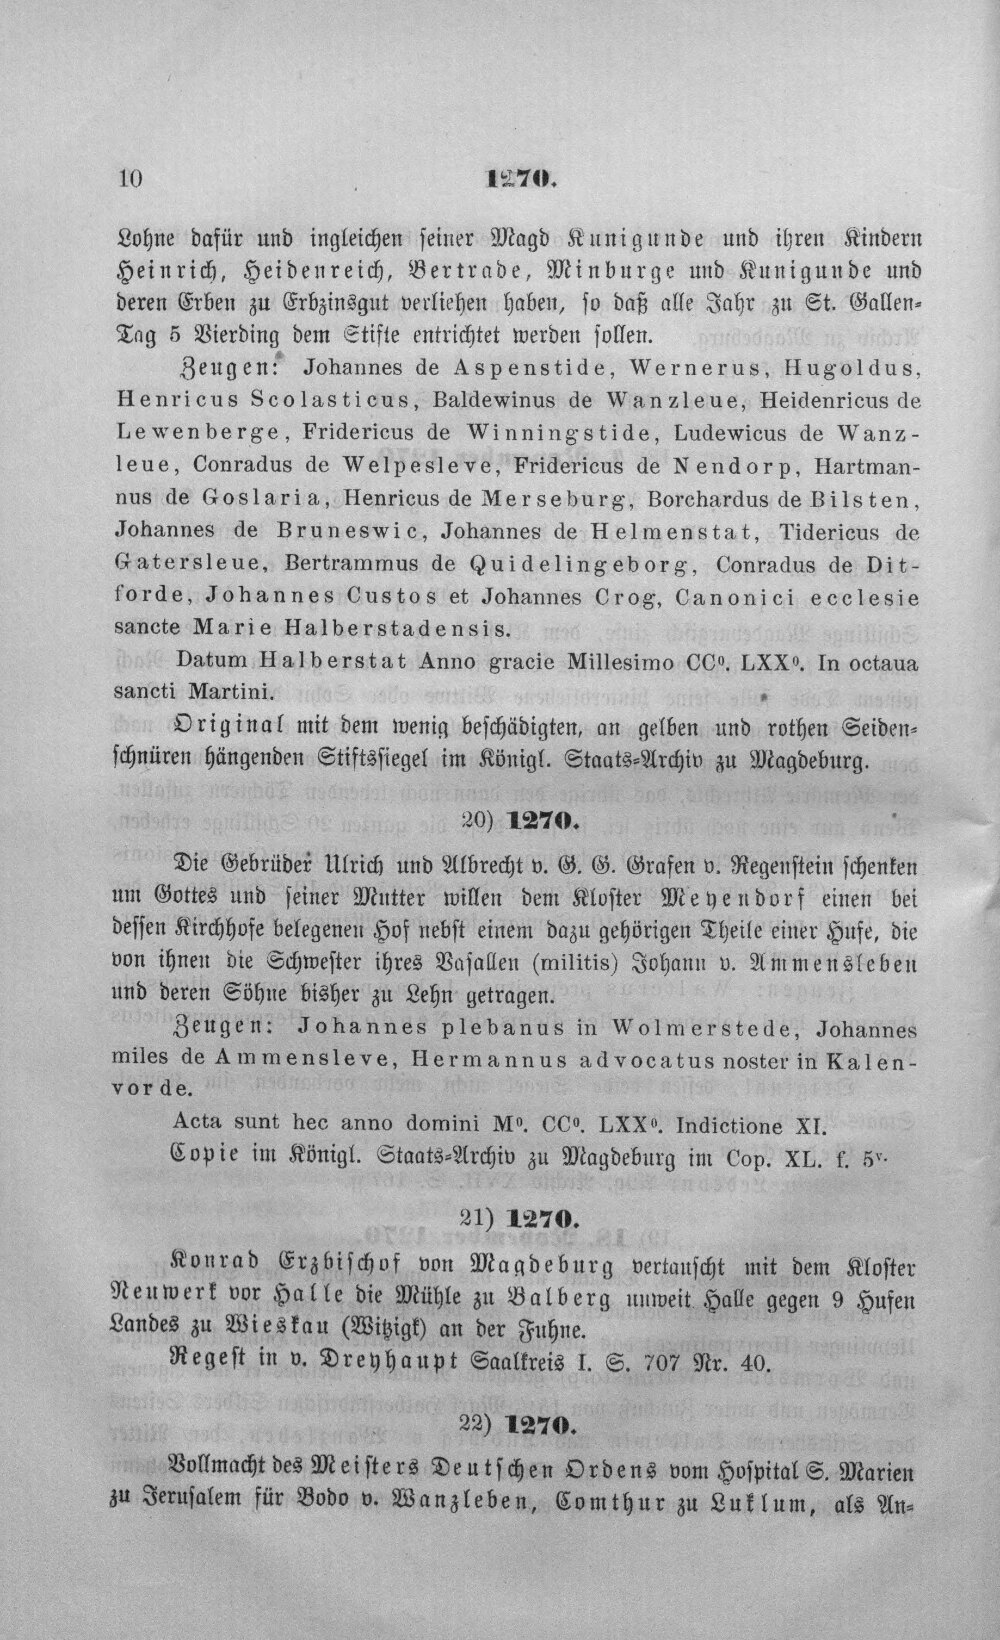 10 1270.
Lohne dafür und ingleichen seiner Magd Kunigunde und ihren Kindern
Heinrich, Heidenreich, Bertrade, Minburge und Kunigunde und
deren Erben zu Erbzinsgut verliehen haben, so daß alle Jahr zu St. Gallen-
Tag 5 Vierding dem Stifte entrichtet werden sollen.
Zeugen: Johannes de Aspenstide, Wernerus, Hugoldus,
Henricus Scolasticus, Baldewinus de Wanzleue, Heidenricus de
Lewenberge, Fridericus de Winningstide, Ludewicus de Wanz-
leue, Conradus de Welpesleve, Fridericus de Nendorp, Hartman-
nus de Goslaria, Henricus de Merseburg, Borchardus de Bilsten,
Johannes de Bruneswic, Johannes de Helmenstat, Tidericus de
Gatersleue, Bertrammus de Quidelingeborg, Conradus de Dit-
forde, Johannes Custos et Johannes Crog, Canonici ecclesie
sancte Marie Halberstadensis.
Datum Halberstat Anno gracie Millesimo CCº. LXXº. In octaua
sancti Martini.
Original mit dem wenig beschädigten, an gelben und rothen Seiden-
schnüren hängenden Stiftssiegel im Königl. Staats-Archiv zu Magdeburg.
20) 1270.
Die Gebrüder Ulrich und Albrecht v. G. G. Grafen v. Regenstein schenken
um Gottes und seiner Mutter willen dem Kloster Meyendorf einen bei
dessen Kirchhofe belegenen Hof nebst einem dazu gehörigen Theile einer Hufe, die
von ihnen die Schwester ihres Vasallen (militis) Johann v. Ammensleben
und deren Söhne bisher zu Lehn getragen.
Zeugen: Johannes plebanus in Wolmerstede, Johannes
miles de Ammensleve, Hermannus advocatus noster in Kalen-
vorde.
Acta sunt hec anno domini Mº. CCº. LXXº. Indictione XI.
Copie im Königl. Staats-Archiv zu Magdeburg im Cop. XL. f. 5v.
21) 1270.
Konrad Erzbischof von Magdeburg vertauscht mit dem Kloster
Neuwerk vor Halle die Mühle zu Balberg unweit Halle gegen 9 Hufen
Landes zu Wieskau (Witzigk) an der Fuhne.
Regest in v. Dreyhaupt Saalkreis I. S. 707 Nr. 40.
22) 1270.
Vollmacht des Meisters Deutschen Ordens vom Hospital S. Marien
zu Jerusalem für Bodo v. Wanzleben, Comthur zu Luklum, als An-